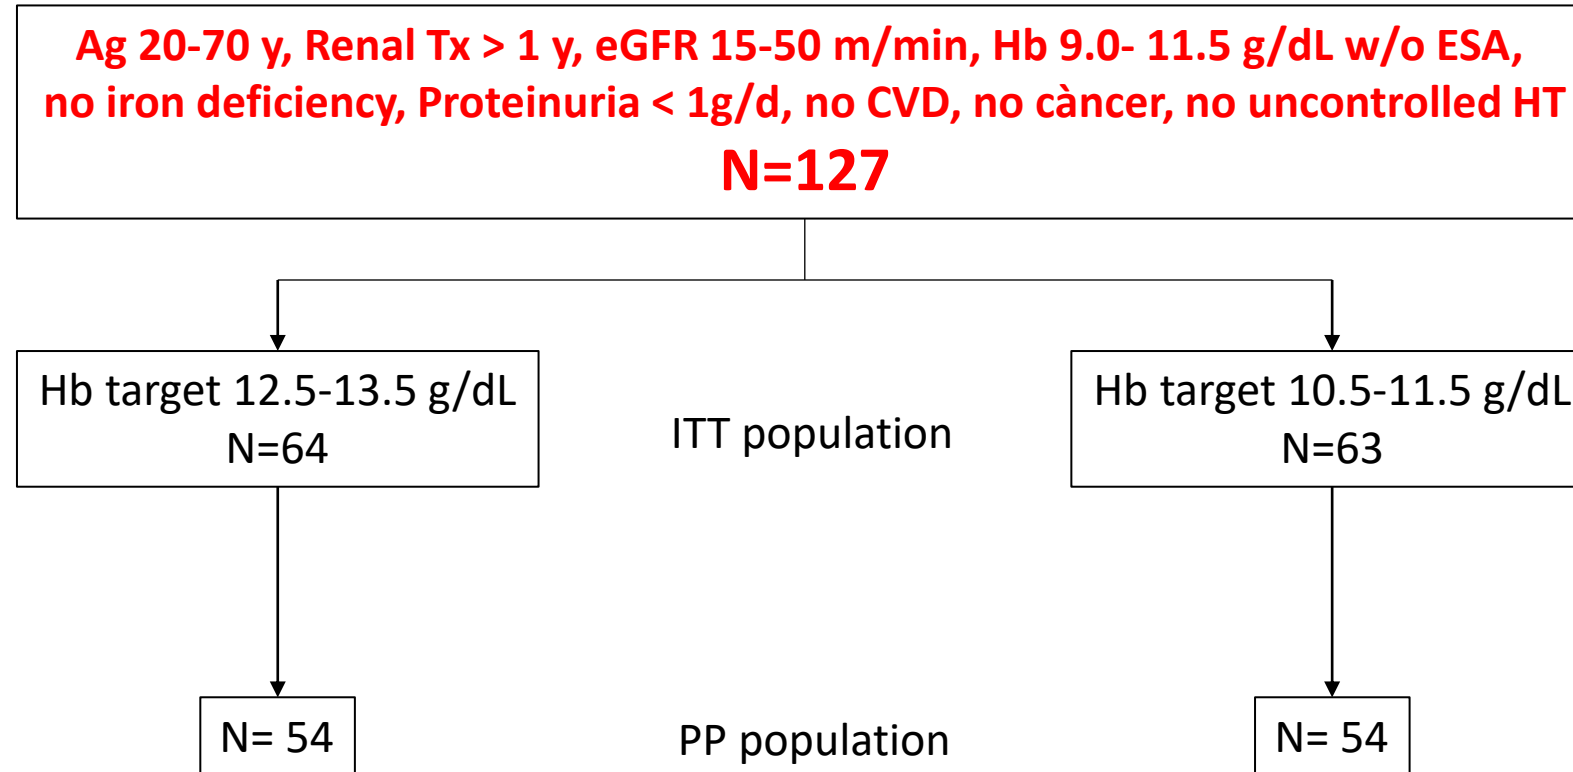 Ag 20-70 y, Renal Tx > 1 y, eGFR 15-50 m/min, Hb 9.0- 11.5 g/dL w/o ESA,
no iron deficiency, Proteinuria < 1g/d, no CVD, no càncer, no uncontrolled HT
N=127
Hb target 12.5-13.5 g/dL
N=64
ITT population
Hb target 10.5-11.5 g/dL
N=63
N= 54
PP population
N= 54